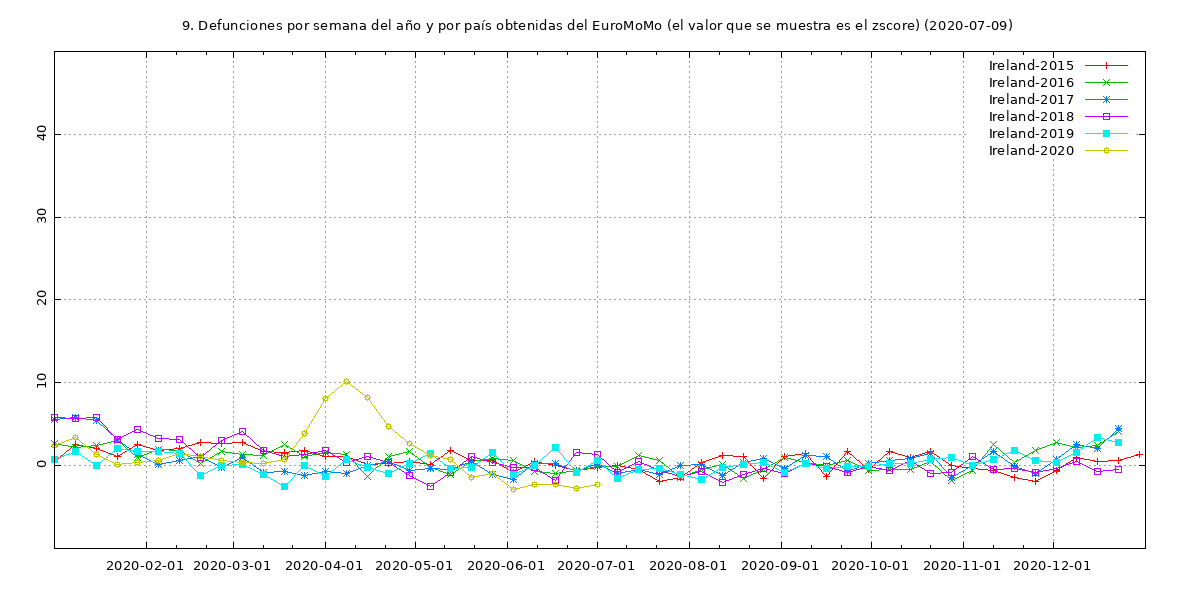 9. Defunciones por semana del año y por país obtenidas del EuroMoMo (el valor que se muestra es el zscore) (2020-07-09)
Ireland-2015
Ireland-2016
Ireland-2017
Ireland-2018
Ireland-2019
Ireland-2020
40
30
20
10
0
2020-02-01 2020-03-01 2020-04-01 2020-05-01 2020-06-01 2020-07-01 2020-08-01 2020-09-01 2020-10-01 2020-11-01 2020-12-01